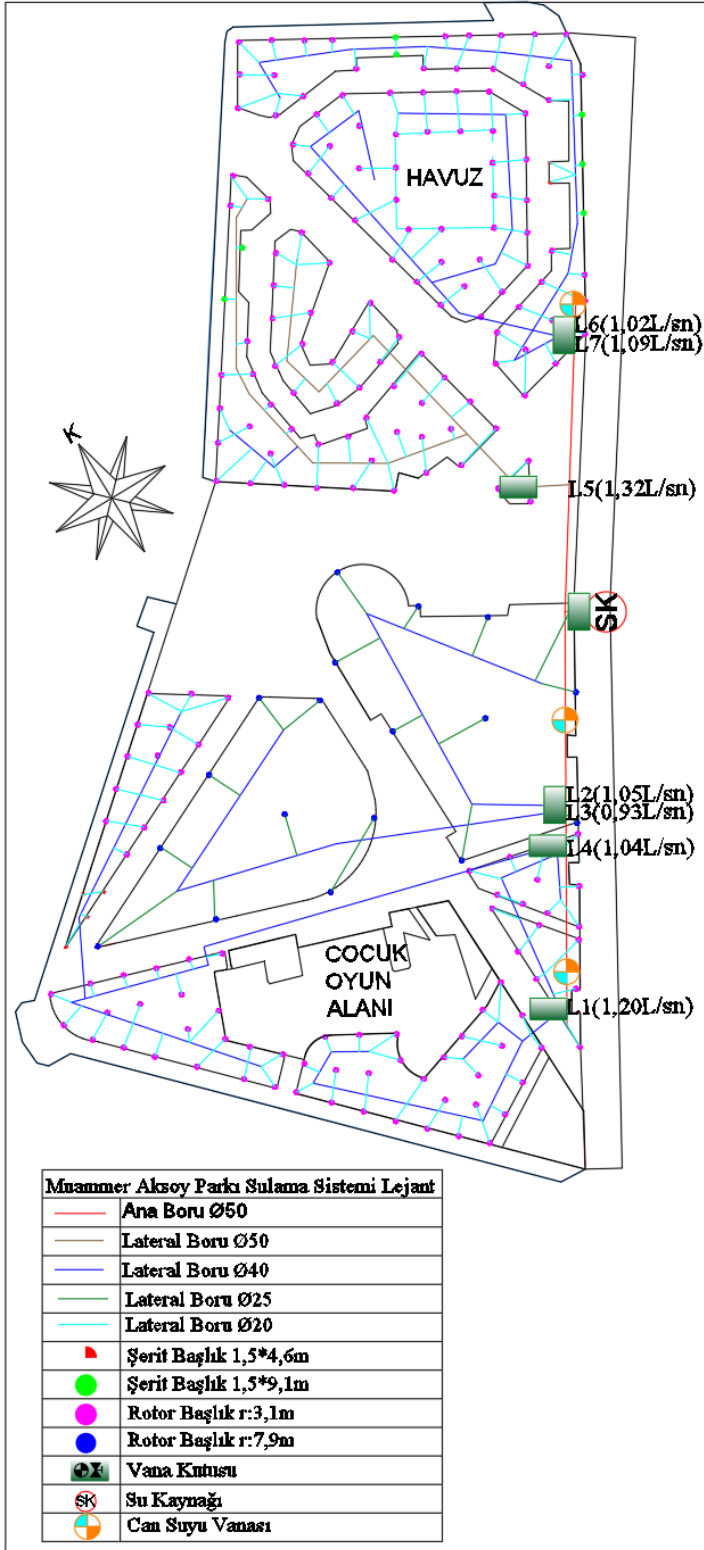 HAVUZ
L6(1,02L/sn)
L7(1,09L/sn)
K
L5(1,32L/sn)
SK
L2(1,05L/sn)
L3(0,93L/sn)
L4(1,04L/sn)
COCUK
OYUN
ALANI
L1(1,20L/sn)
Muammer Aksoy Parkı Sulama Sistemi Lejant
Ana Boru Ø50
Lateral Boru Ø50
Lateral Boru Ø40
Lateral Boru Ø25
Lateral Boru Ø20
Şerit Başlık 1,5*4,6m
Şerit Başlık 1,5*9,1m
Rotor Başlık r:3,1m
Rotor Başlık r:7,9m
Vana Kutusu
SK Su Kaynağı
Can Suyu Vanası